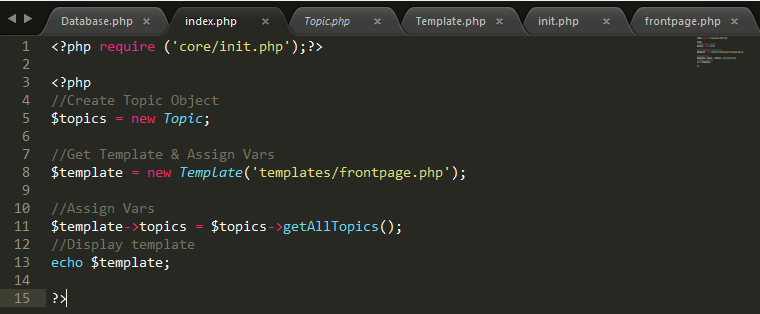 Database.php × index.php × Topic.php × Template.php × init.php × frontpage.php ×
1 <?php require ('core/init.php');?>
2
3 <?php
4 //Create Topic Object
5 $topics = new Topic;
6
7 //Get Template & Assign Vars
8 $template = new Template('templates/frontpage.php');
9
10 //Assign Vars
11 $template->topics = $topics->getAllTopics();
12 //Display template
13 echo $template;
14
15 ?>